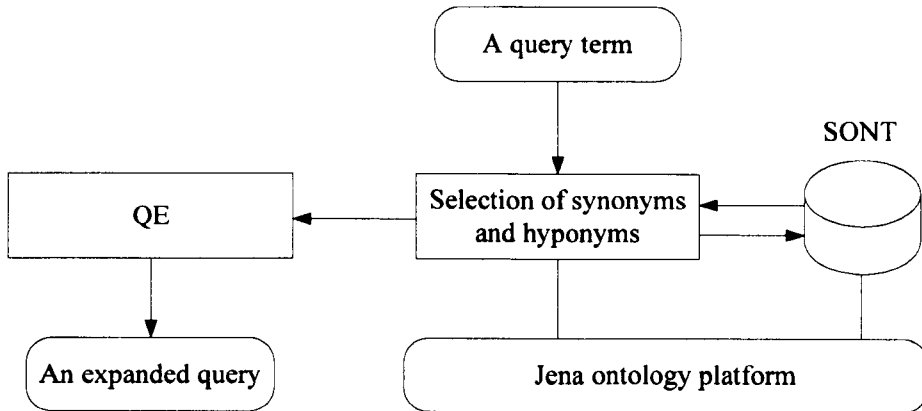 A query term
SONT
QE
Selection of synonyms
and hyponyms
An expanded query
Jena ontology platform